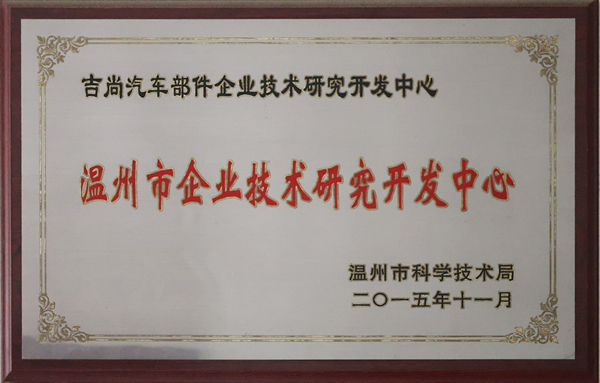 吉尚汽车部件企业技术研究开发中心
温州市企业技术研究开发中心
温州市科学技术局
二〇一五年十一月